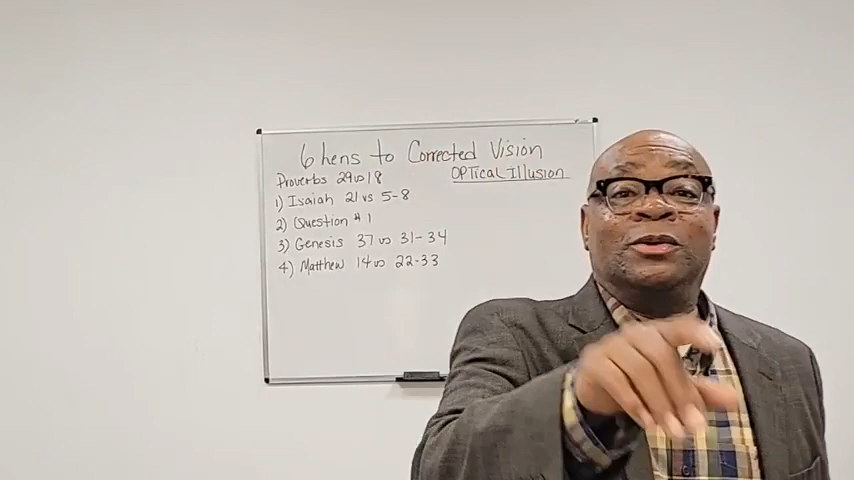 6 hens to Corrected Vision
OPTical Illusion
Proverbs 29 vs 18
1) Isaiah 21 vs 5-8
2) Question # 1
3) Genesis 37 vs 31-34
4) Matthew 14 vs 22-33